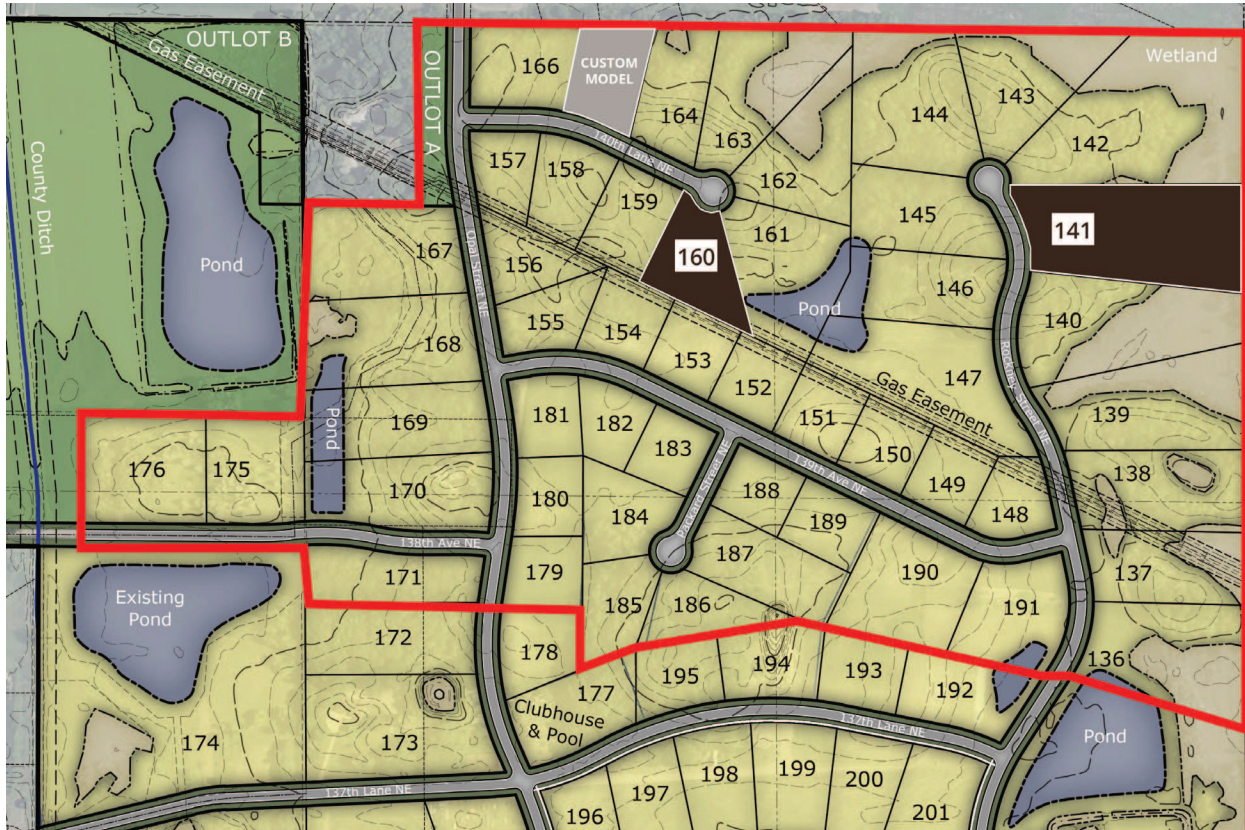 OUTLOT B
Gas Easement
OUTLOT A
166
CUSTOM
MODEL
164
163
144
143
Wetland
142
County Ditch
157
158
140th Lane NE
159
162
145
141
Pond
167
Opal Street NE
156
160
161
146
140
155
154
153
Pond
147
Rockney Street NE
168
152
Gas Easement
139
Pond
169
181
182
183
151
150
138
176
175
170
180
184
Packard Street NE
188
139th Ave NE
149
148
189
138th Ave NE
171
179
187
190
137
185
186
191
Existing
Pond
172
178
195
194
193
192
136
177
Clubhouse
& Pool
132th Lane NE
Pond
174
173
137th Lane NE
196
197
198
199
200
201